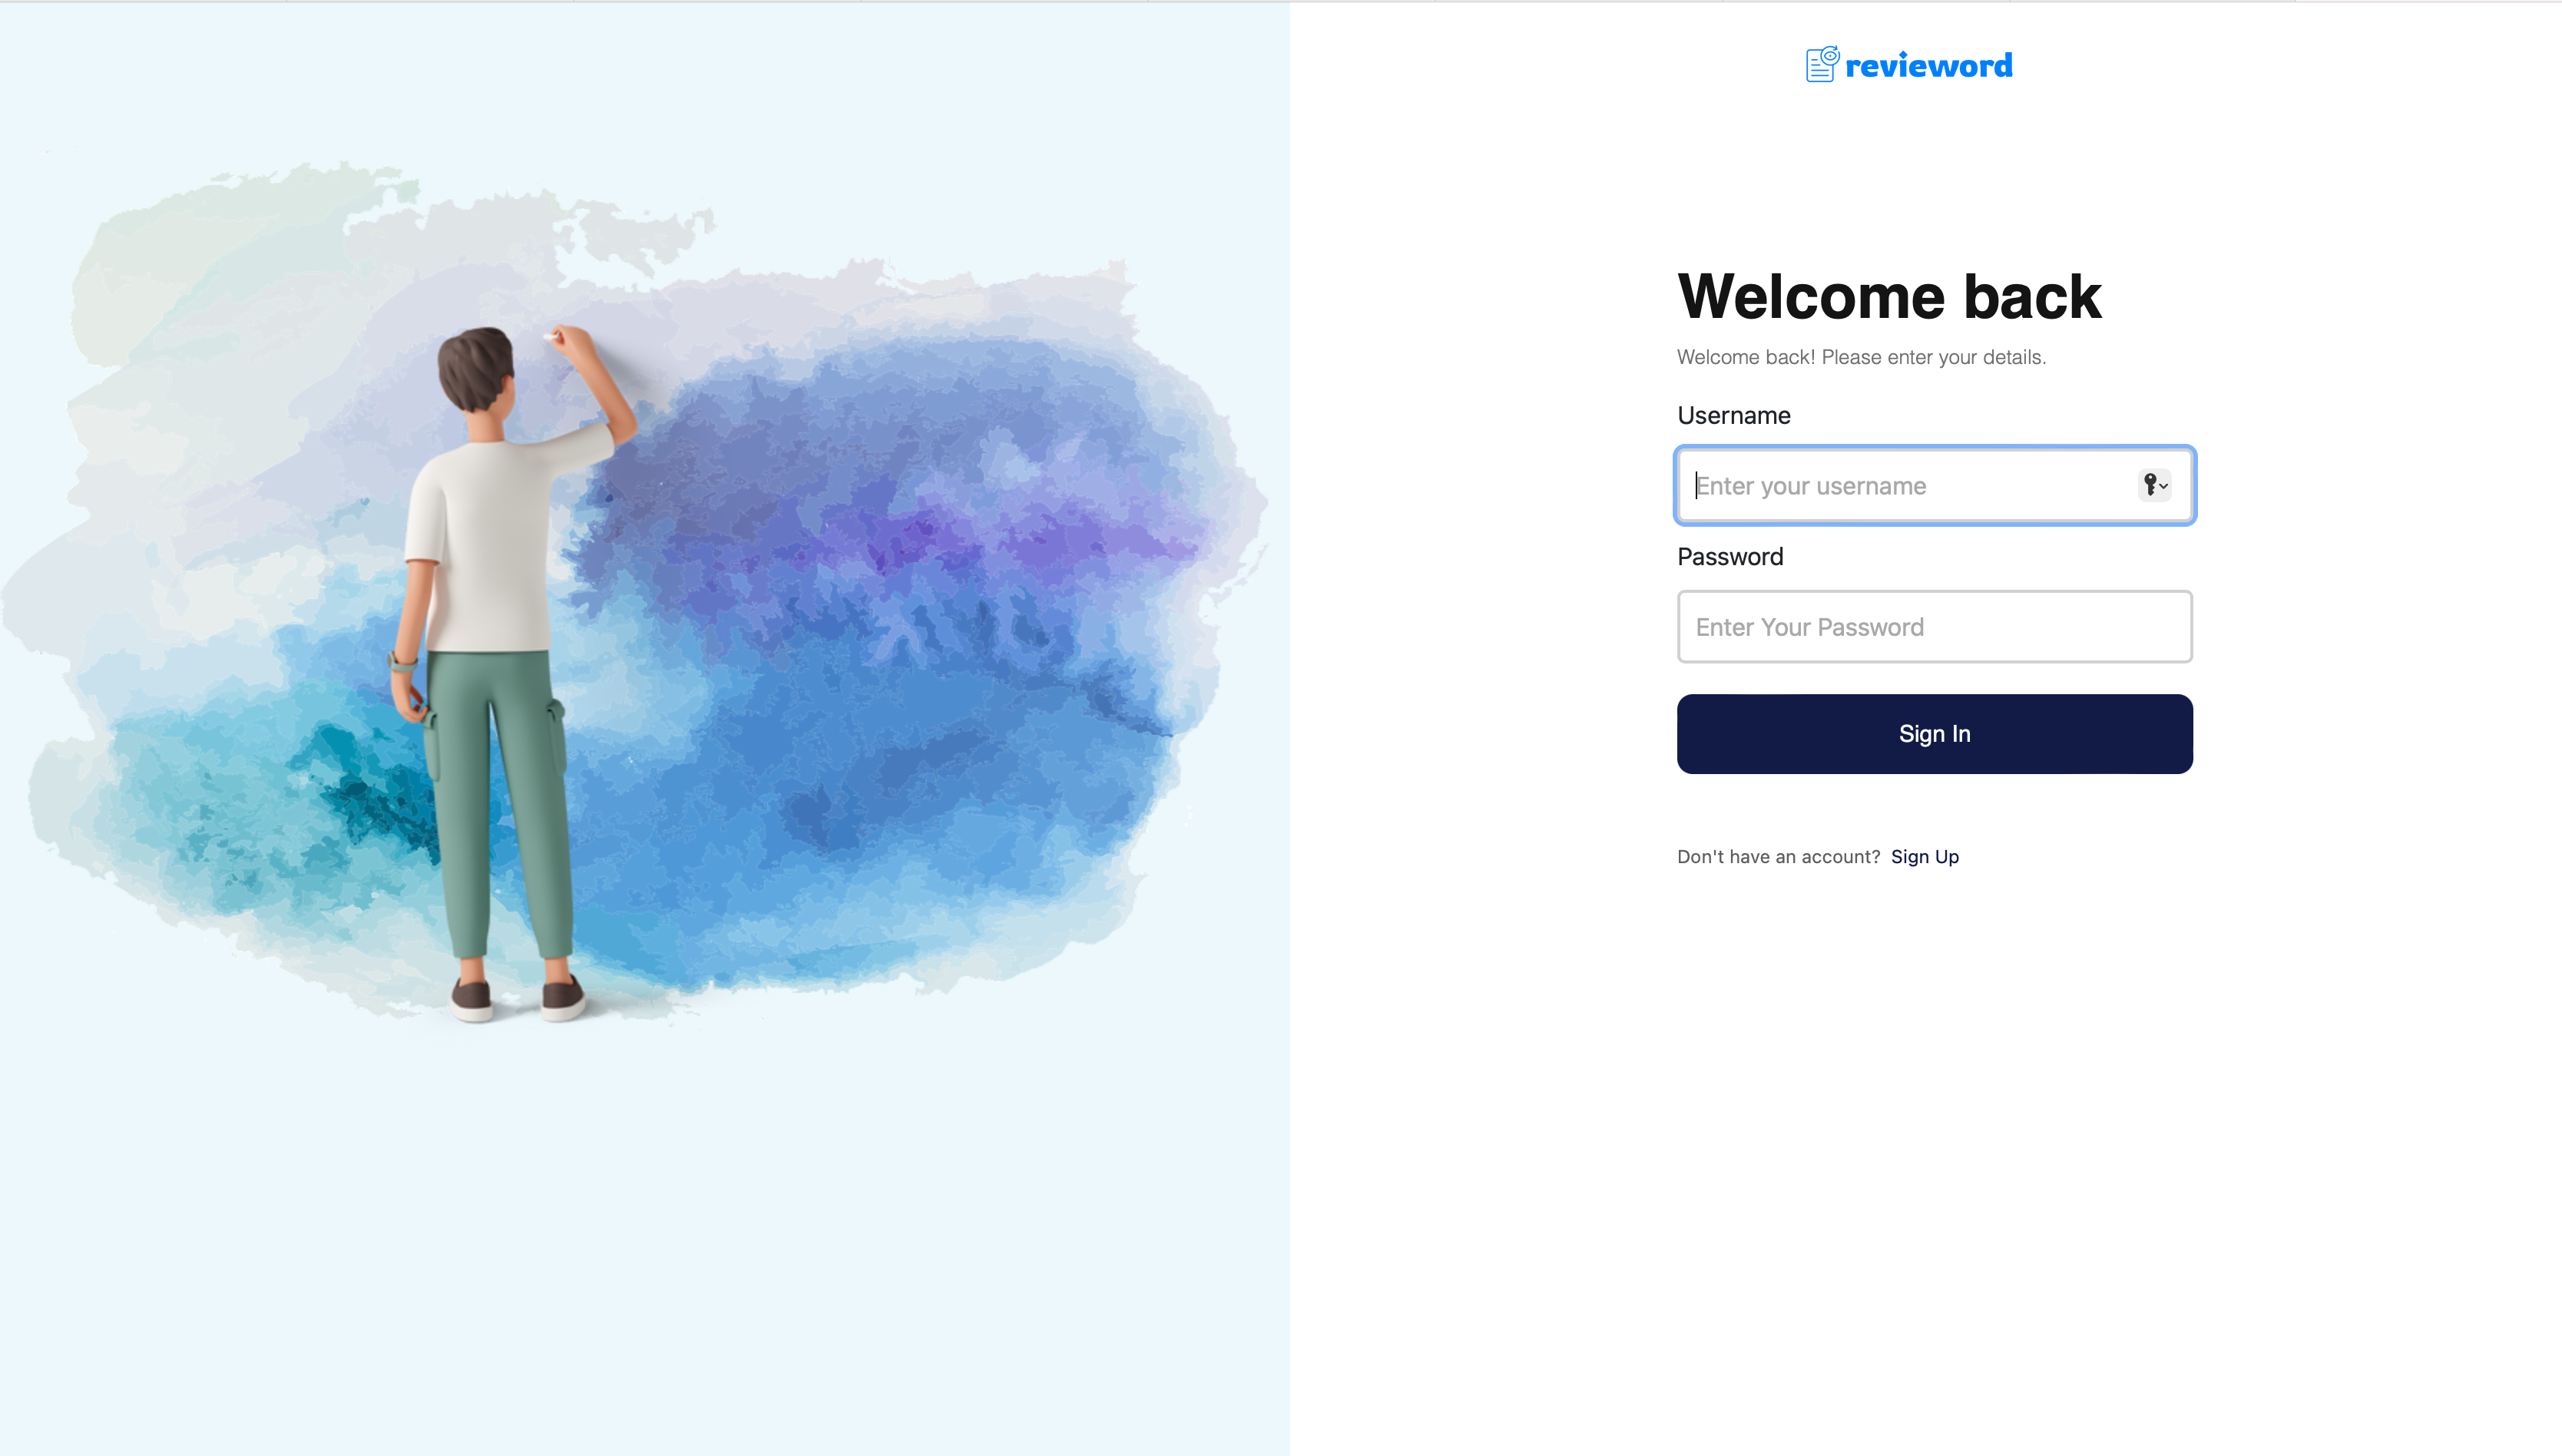 revieword
Welcome back
Welcome back! Please enter your details.
Username
Enter your username
Password
Enter Your Password
Sign In
Don't have an account? Sign Up